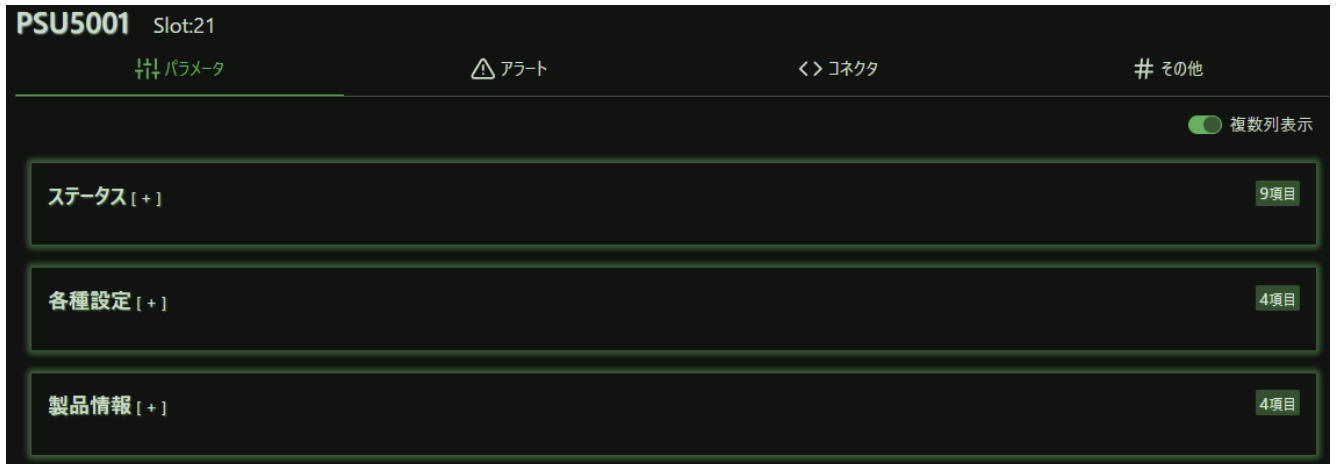 PSU5001 Slot:21
パラメータ アラート コネクタ その他
複数列表示
ステータス [ + ] 9項目
各種設定 [ + ] 4項目
製品情報 [ + ] 4項目